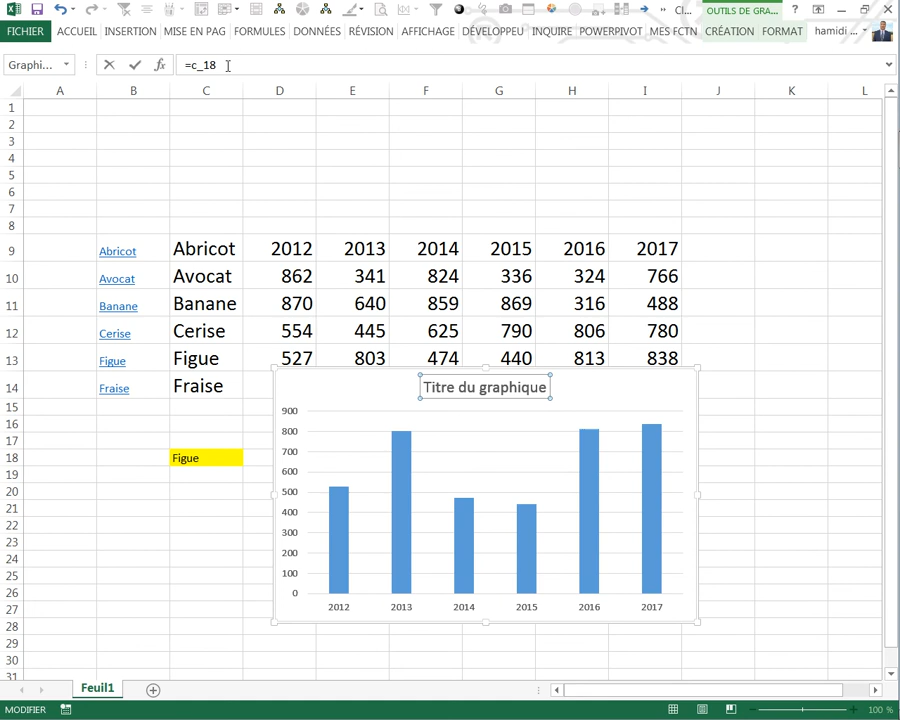 Cl...
OUTILS DE GRA...
?
FICHIER
ACCUEIL
INSERTION
MISE EN PAG
FORMULES
DONNÉES
RÉVISION
AFFICHAGE
DÉVELOPPEU
INQUIRE
POWERPIVOT
MES FCTN
CRÉATION
FORMAT
hamidi ...
Graphi...
fx
=c_18
A B C D E F G H I J K L
1
2
3
4
5
6
7
8
9 Abricot Abricot 2012 2013 2014 2015 2016 2017
10 Avocat Avocat 862 341 824 336 324 766
11 Banane Banane 870 640 859 869 316 488
12 Cerise Cerise 554 445 625 790 806 780
13 Figue Figue 527 803 474 440 813 838
14 Fraise Fraise
Titre du graphique
15
16
17
18 Figue
19
20
21
22
23
24
25
26
27
28
29
30
31
900
800
700
600
500
400
300
200
100
0
2012 2013 2014 2015 2016 2017
Feuil1
MODIFIER
100 %